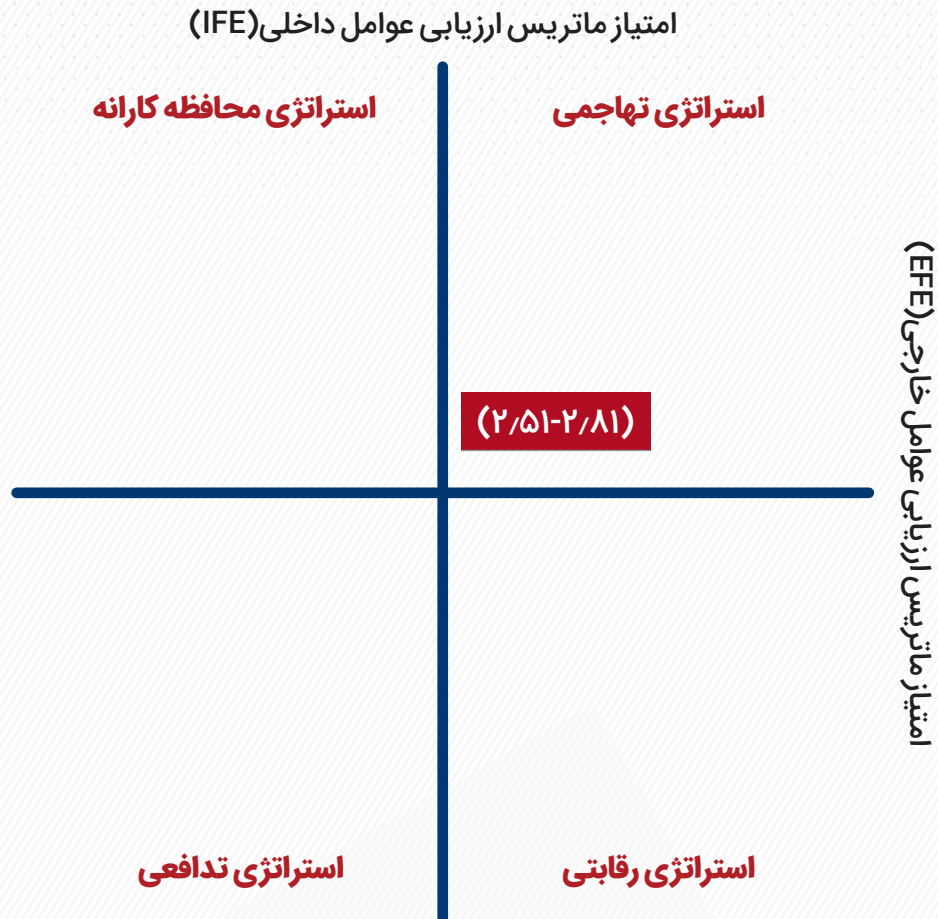 امتیاز ماتریس ارزیابی عوامل داخلی(IFE)
استراتژی تهاجمی
استراتژی محافظه کارانه
امتیاز ماتریس ارزیابی عوامل خارجی(EFE)
(۲٫۵۱-۲٫۸۱)
استراتژی رقابتی
استراتژی تدافعی